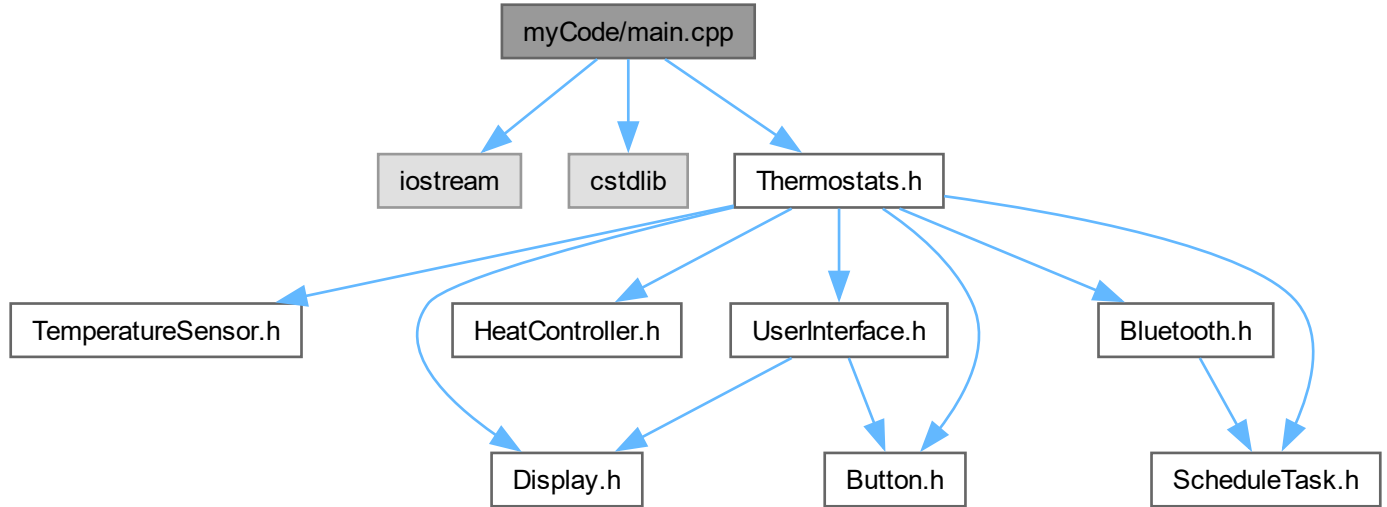 myCode/main.cpp
iostream
cstdlib
Thermostats.h
TemperatureSensor.h
HeatController.h
UserInterface.h
Bluetooth.h
Display.h
Button.h
ScheduleTask.h